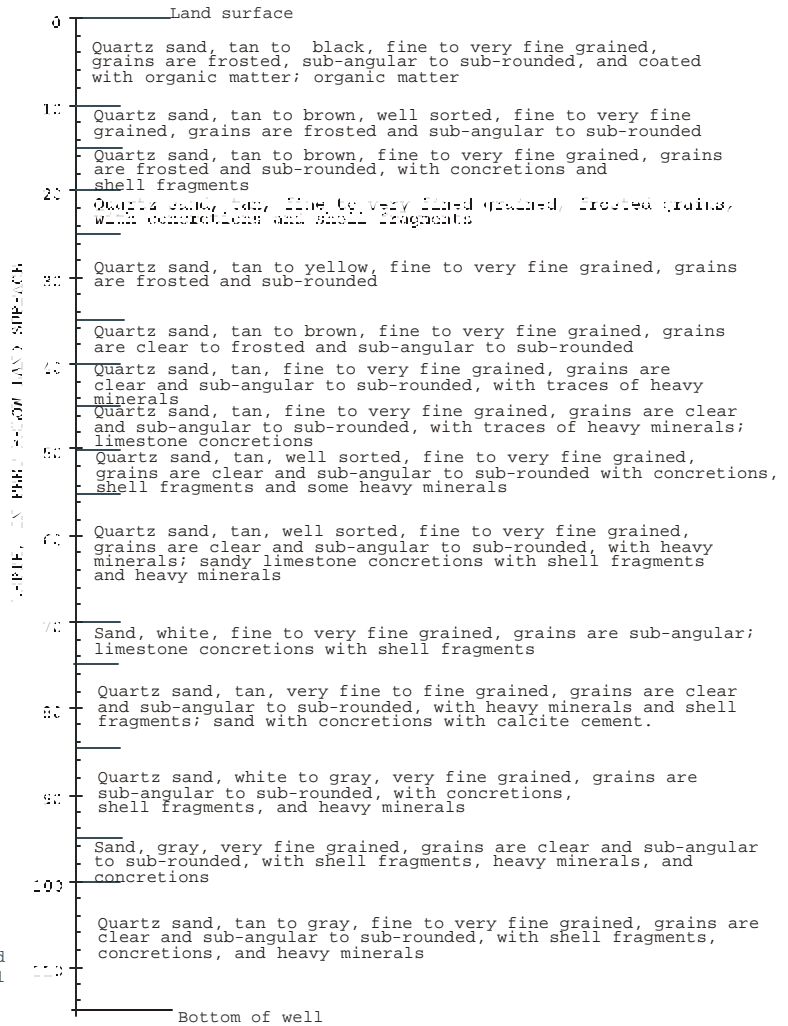 0
Land surface
Quartz sand, tan to black, fine to very fine grained,
grains are frosted, sub-angular to sub-rounded, and coated
with organic matter; organic matter
10
Quartz sand, tan to brown, well sorted, fine to very fine
grained, grains are frosted and sub-angular to sub-rounded
Quartz sand, tan to brown, fine to very fine grained, grains
are frosted and sub-rounded, with concretions and
shell fragments
20
Quartz sand, tan, fine to very fined grained, frosted grains,
with concretions and shell fragments
Quartz sand, tan to yellow, fine to very fine grained, grains
are frosted and sub-rounded
30
Quartz sand, tan to brown, fine to very fine grained, grains
are clear to frosted and sub-angular to sub-rounded
40
Quartz sand, tan, fine to very fine grained, grains are
clear and sub-angular to sub-rounded, with traces of heavy
minerals
Quartz sand, tan, fine to very fine grained, grains are clear
and sub-angular to sub-rounded, with traces of heavy minerals;
limestone concretions
50
Quartz sand, tan, well sorted, fine to very fine grained,
grains are clear and sub-angular to sub-rounded with concretions,
shell fragments and some heavy minerals
Quartz sand, tan, well sorted, fine to very fine grained,
60
grains are clear and sub-angular to sub-rounded, with heavy
minerals; sandy limestone concretions with shell fragments
and heavy minerals
70
Sand, white, fine to very fine grained, grains are sub-angular;
limestone concretions with shell fragments
Quartz sand, tan, very fine to fine grained, grains are clear
and sub-angular to sub-rounded, with heavy minerals and shell
80
fragments; sand with concretions with calcite cement.
Quartz sand, white to gray, very fine grained, grains are
90
sub-angular to sub-rounded, with concretions,
shell fragments, and heavy minerals
Sand, gray, very fine grained, grains are clear and sub-angular
to sub-rounded, with shell fragments, heavy minerals, and
concretions
100
Quartz sand, tan to gray, fine to very fine grained, grains are
clear and sub-angular to sub-rounded, with shell fragments,
concretions, and heavy minerals
110
Bottom of well
DEPTH, IN FEET BELOW LAND SURFACE